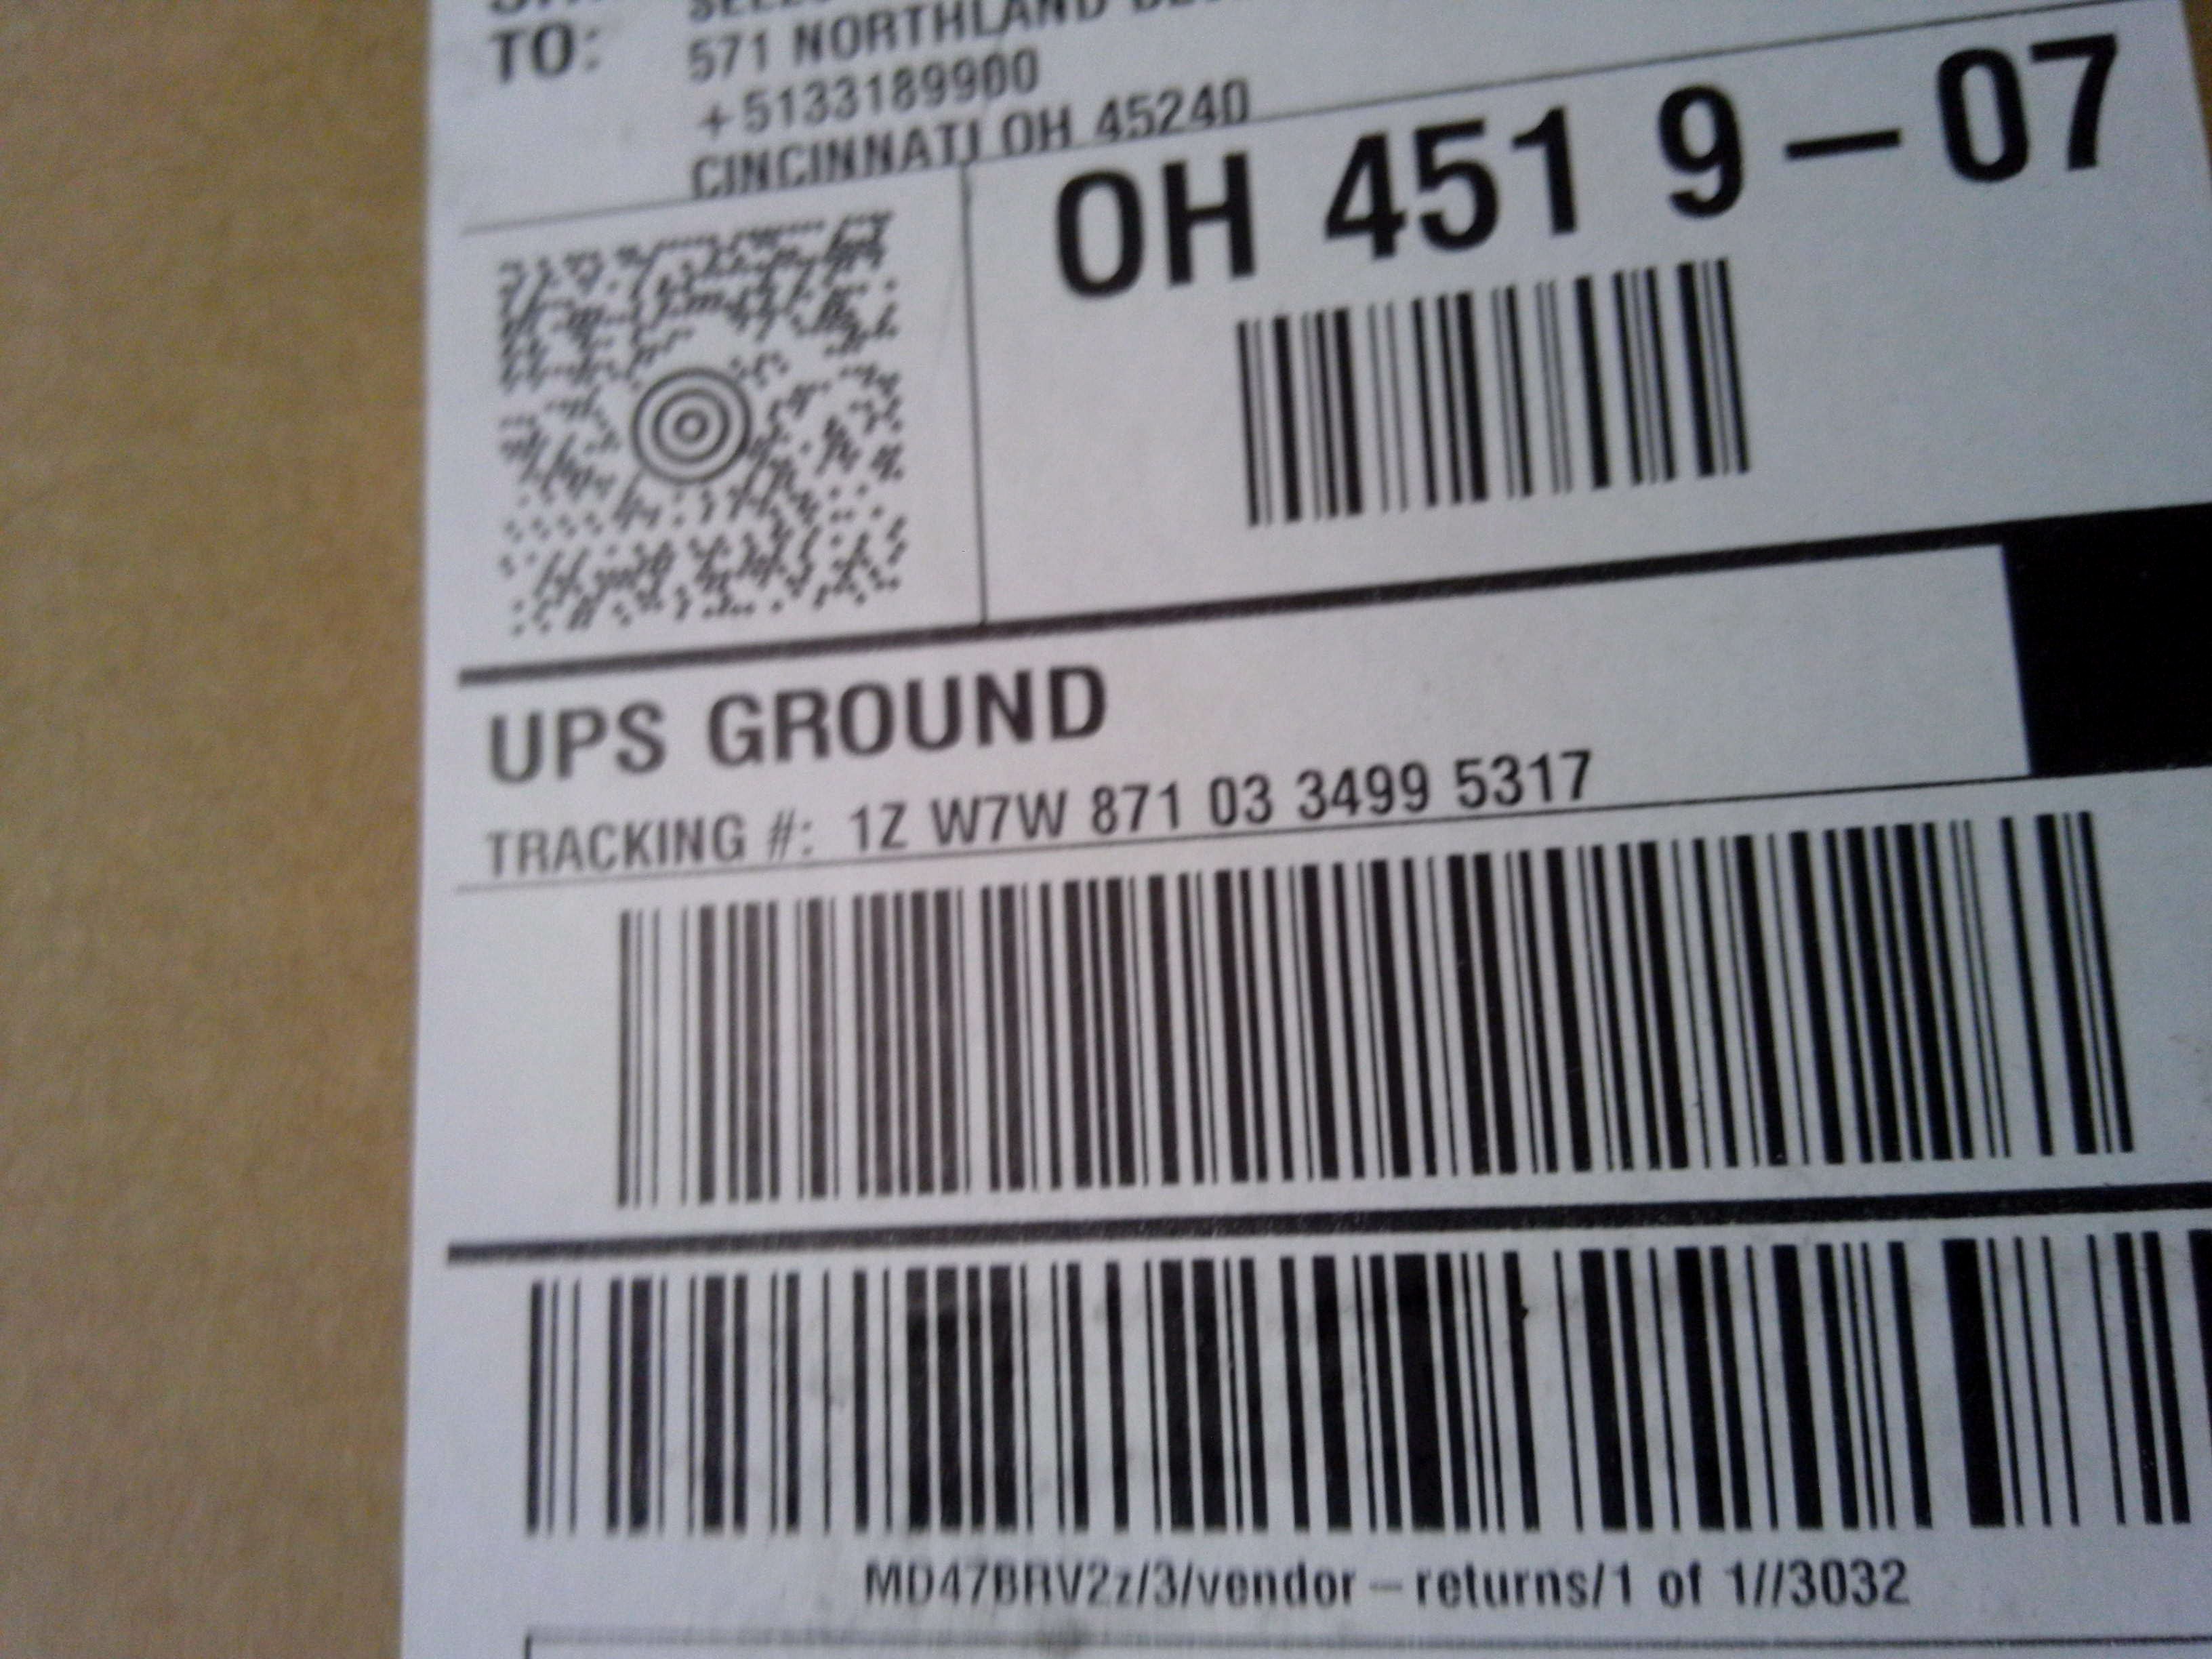 TO:
571 NORTHLAND
+5133189900
CINCINNATI OH 45240
OH 451 9-07
UPS GROUND
TRACKING #: 1Z W7W 871 03 3499 5317
MD47BRV2z/3/vendor-returns/1 of 1//3032